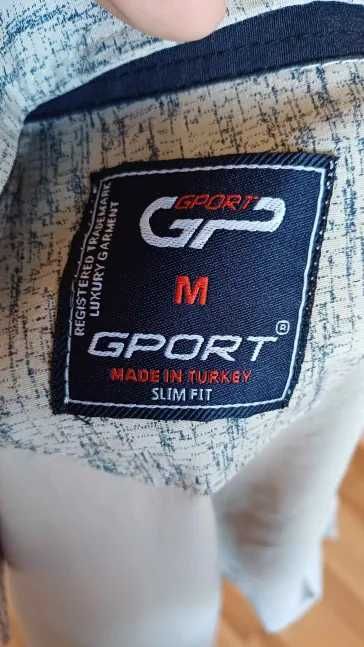 GPORT
GP
M
GPORT®
MADE IN TURKEY
SLIM FIT
REGISTERED TRADEMARK
LUXURY GARMENT